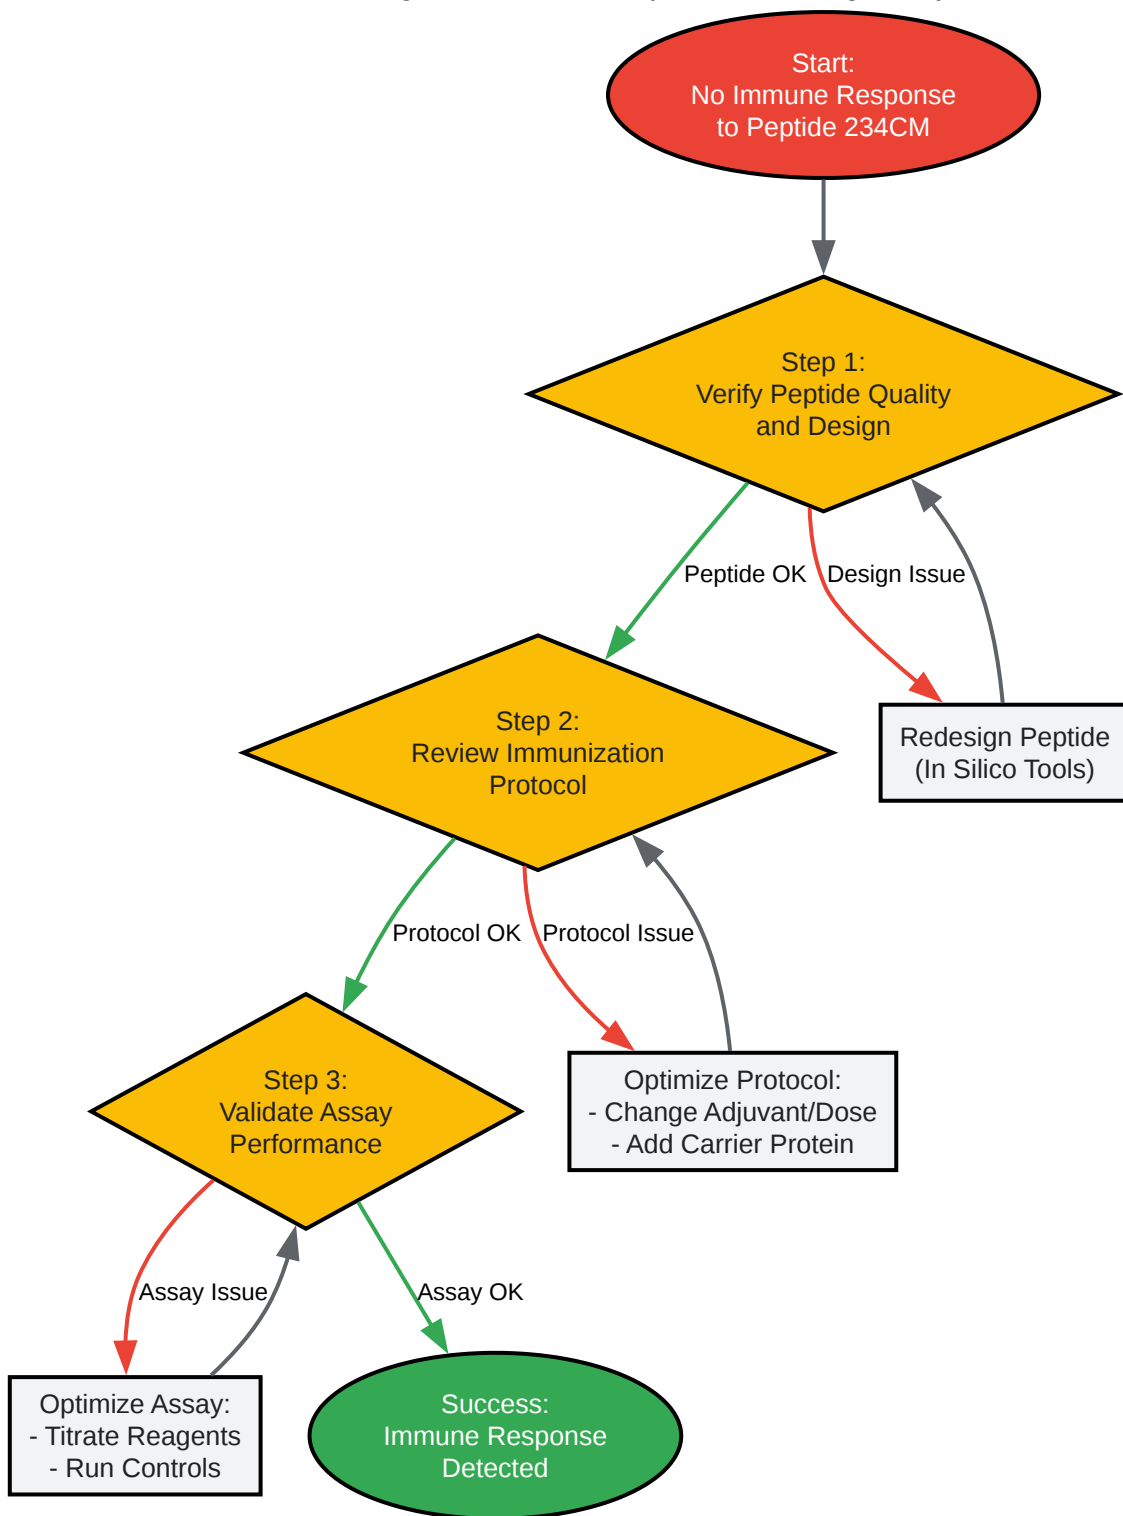 Start:
No Immune Response
to Peptide 234CM
Step 1:
Verify Peptide Quality
and Design
Peptide OK
Design Issue
Step 2:
Review Immunization
Protocol
Redesign Peptide
(In Silico Tools)
Protocol OK
Protocol Issue
Step 3:
Validate Assay
Performance
Optimize Protocol:
- Change Adjuvant/Dose
- Add Carrier Protein
Assay Issue
Assay OK
Optimize Assay:
- Titrate Reagents
- Run Controls
Success:
Immune Response
Detected